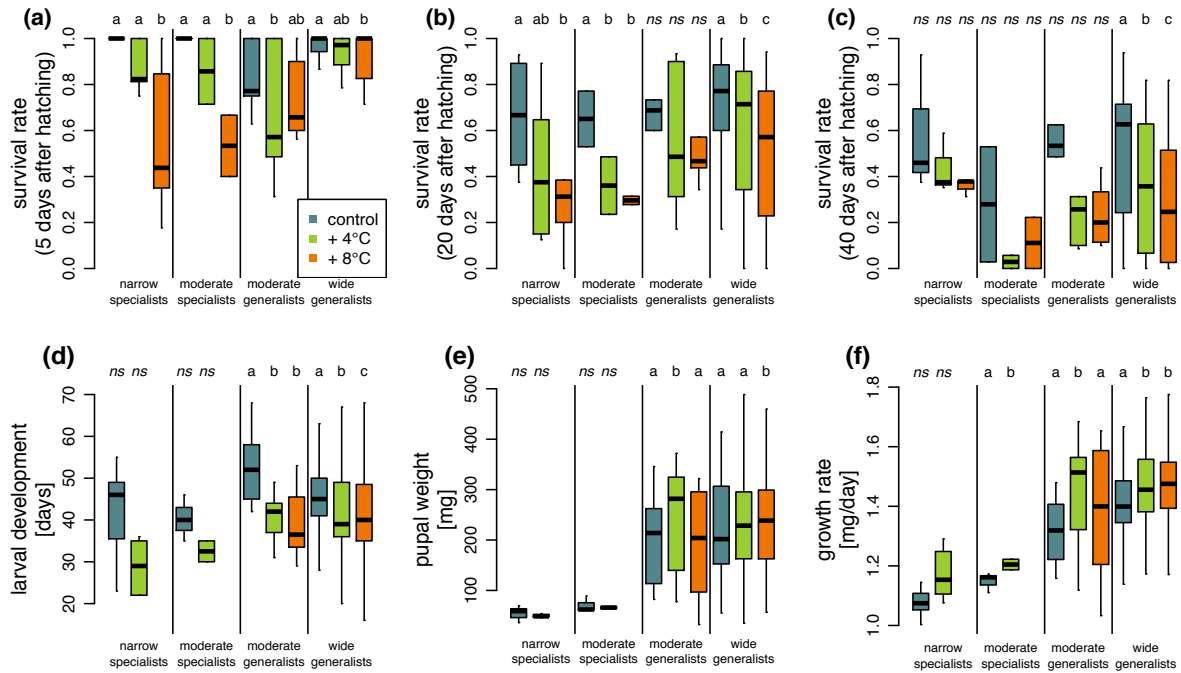 (a)
a a b a b b a b ab a ab b
survival rate
(5 days after hatching)
0.0 0.2 0.4 0.6 0.8 1.0
control
+ 4°C
+ 8°C
narrow specialists
moderate specialists
moderate generalists
wide generalists
(b)
a ab b a b b ns ns ns a b c
survival rate
(20 days after hatching)
0.0 0.2 0.4 0.6 0.8 1.0
narrow specialists
moderate specialists
moderate generalists
wide generalists
(c)
ns ns ns ns ns ns ns ns ns a b c
survival rate
(40 days after hatching)
0.0 0.2 0.4 0.6 0.8 1.0
narrow specialists
moderate specialists
moderate generalists
wide generalists
(d)
ns ns ns ns a b b a b c
larval development
[days]
20 30 40 50 60 70
narrow specialists
moderate specialists
moderate generalists
wide generalists
(e)
ns ns ns ns a b a a a b
pupal weight
[mg]
100 200 300 400 500
narrow specialists
moderate specialists
moderate generalists
wide generalists
(f)
ns ns a b a b a a b b
growth rate
[mg/day]
1.0 1.2 1.4 1.6 1.8
narrow specialists
moderate specialists
moderate generalists
wide generalists